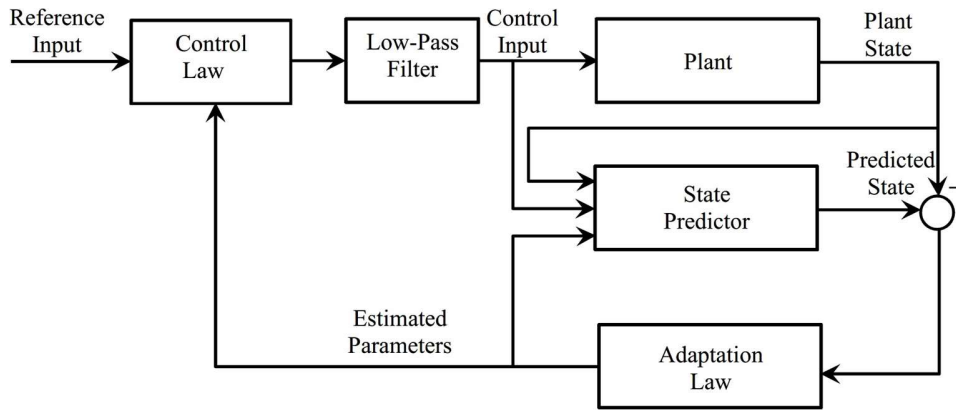 Reference
Input
Control
Law
Low-Pass
Filter
Control
Input
Plant
Plant
State
State
Predictor
Predicted
State
-
Estimated
Parameters
Adaptation
Law